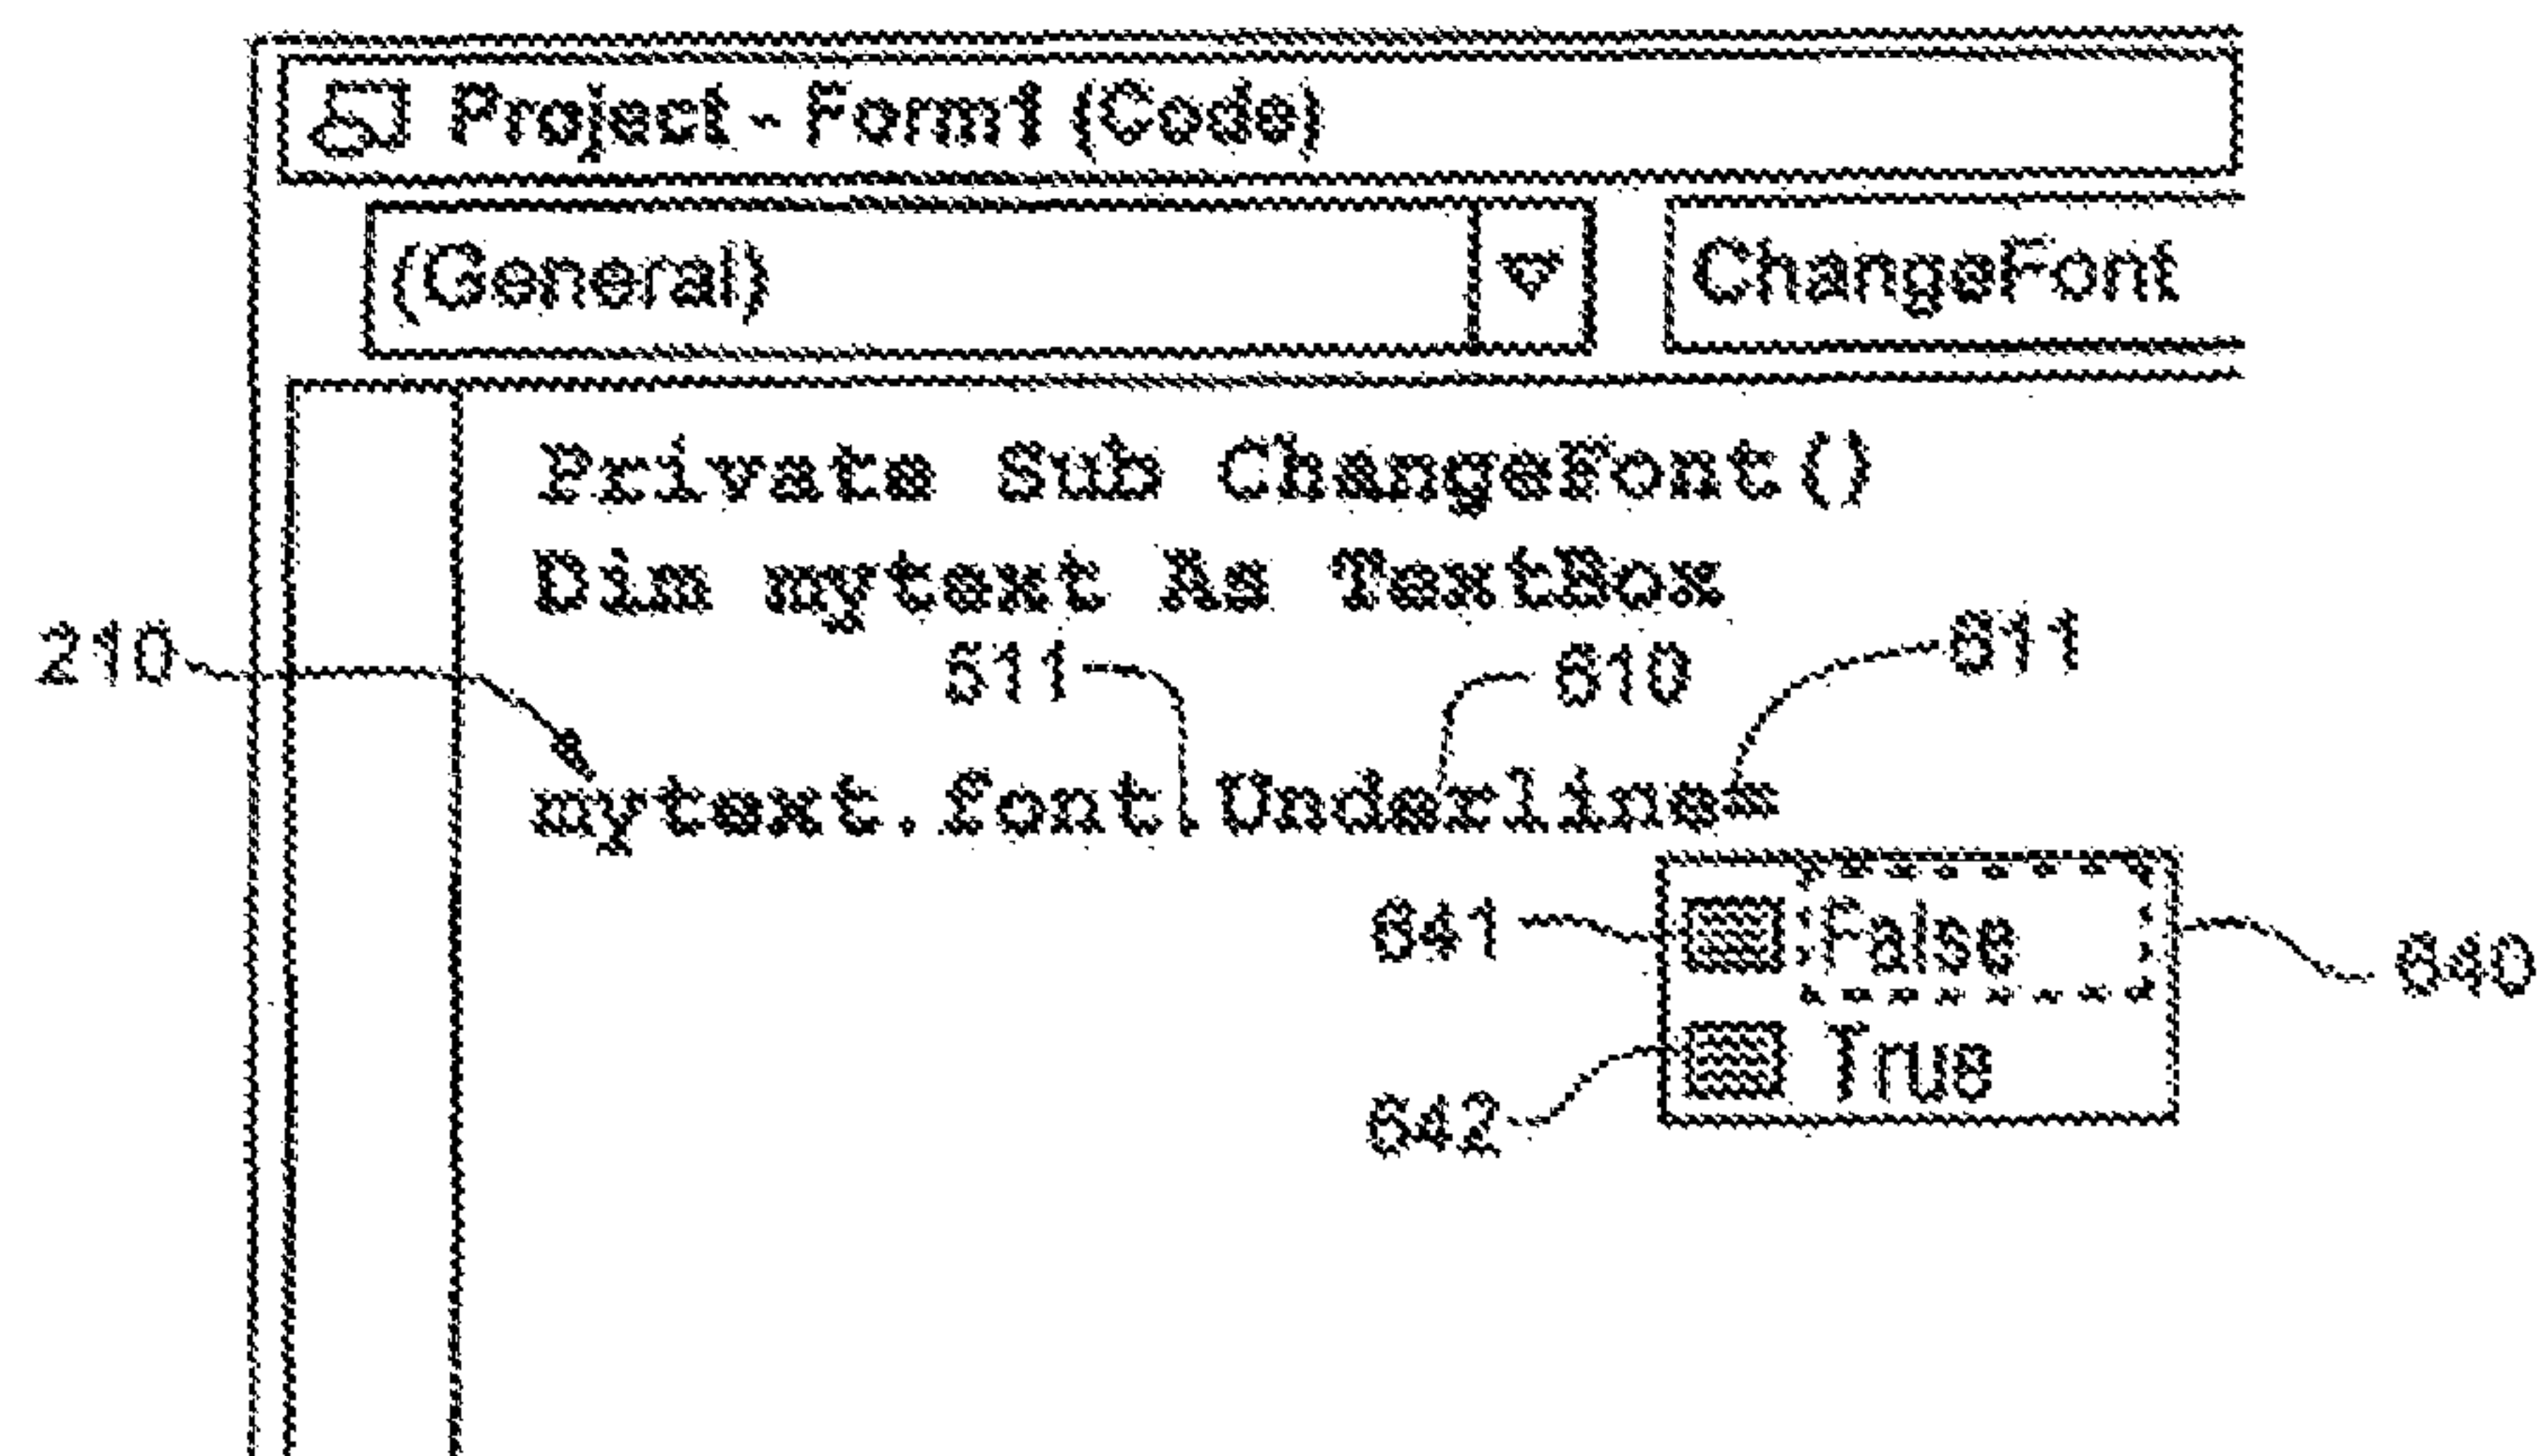 Project - Form1 (Code)
(General) ChangeFont
Private Sub ChangeFont()
Dim mytext As TextBox
210 511 610 611
mytext.font.Underline=
641 False 640
642 True